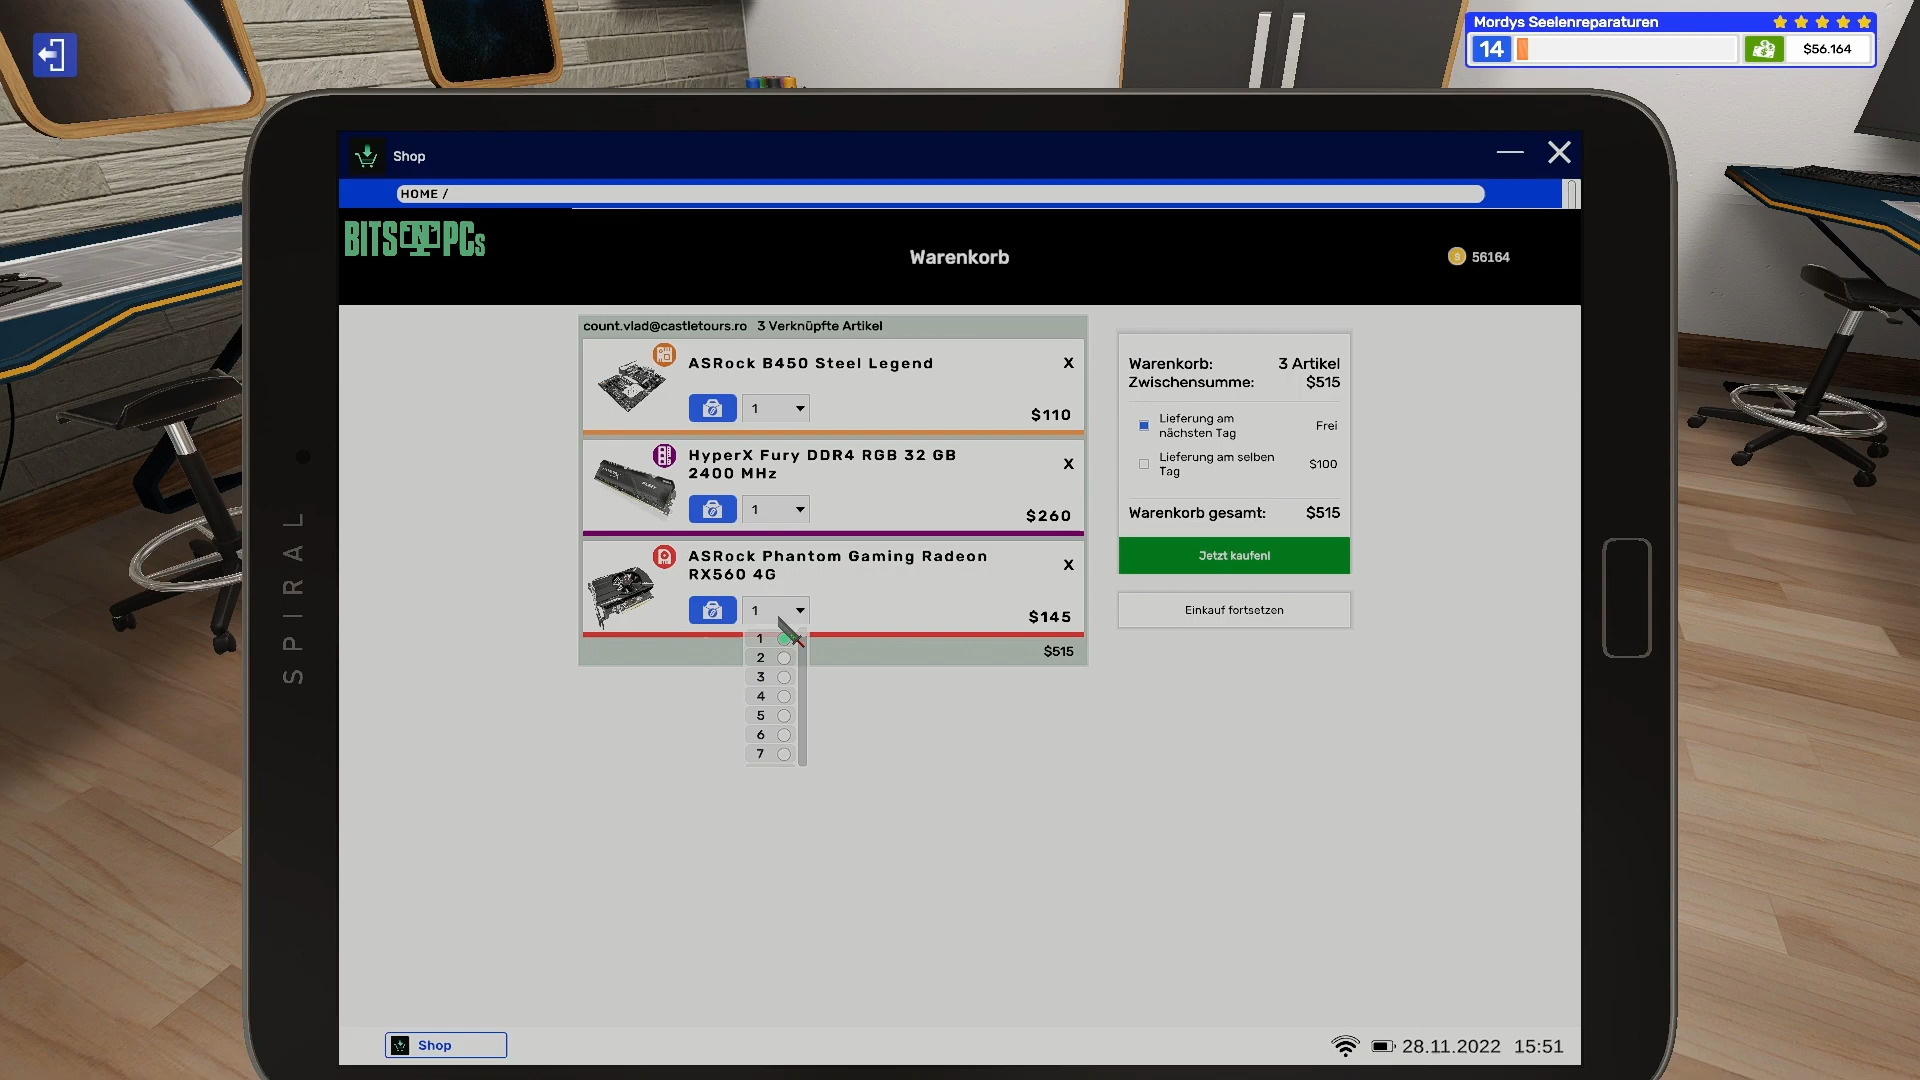 Mordys Seelenreparaturen
14
$56.164
Shop
HOME /
BITS N PCs
Warenkorb
56164
count.vlad@castletours.ro 3 Verknüpfte Artikel
ASRock B450 Steel Legend
X
1
$110
HyperX Fury DDR4 RGB 32 GB
2400 MHz
X
1
$260
ASRock Phantom Gaming Radeon
RX560 4G
X
1
$145
1
2
3
4
5
6
7
$515
Warenkorb: 3 Artikel
Zwischensumme: $515
Lieferung am
nächsten Tag
Frei
Lieferung am selben
Tag
$100
Warenkorb gesamt: $515
Jetzt kaufen!
Einkauf fortsetzen
SPIRAL
Shop
28.11.2022 15:51